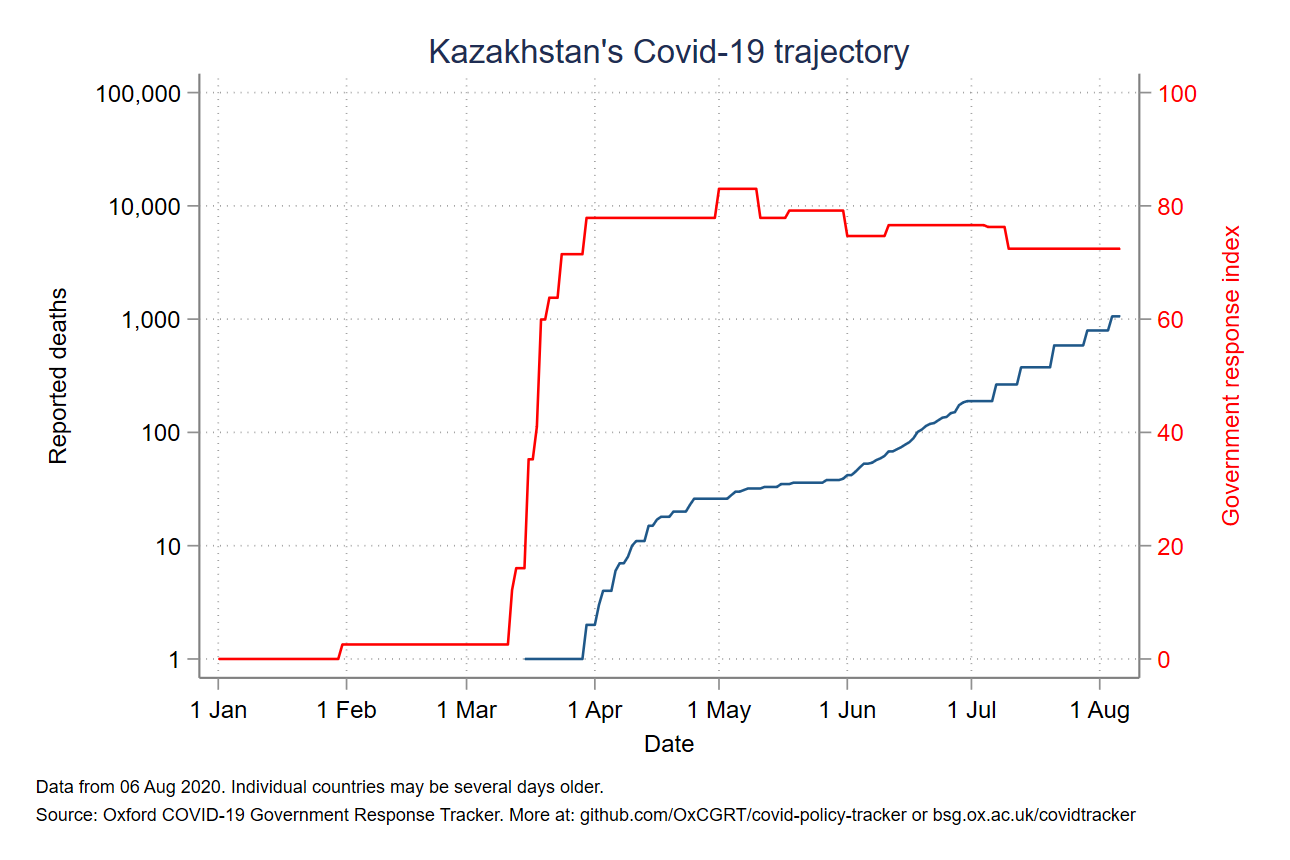 Kazakhstan's Covid-19 trajectory
100,000
10,000
1,000
100
10
1
Reported deaths
100
80
60
40
20
0
Government response index
1 Jan 1 Feb 1 Mar 1 Apr 1 May 1 Jun 1 Jul 1 Aug
Date
Data from 06 Aug 2020. Individual countries may be several days older.
Source: Oxford COVID-19 Government Response Tracker. More at: github.com/OxCGRT/covid-policy-tracker or bsg.ox.ac.uk/covidtracker